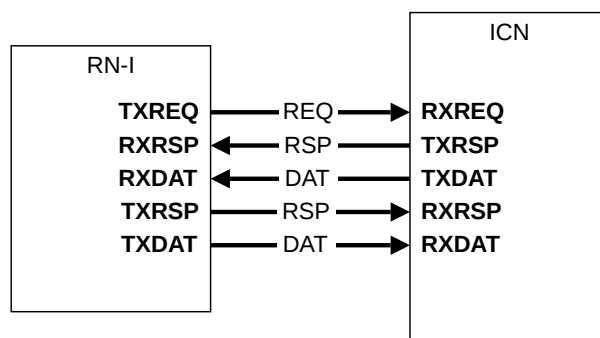 ICN
RN-I
TXREQ REQ RXREQ
RXRSP RSP TXRSP
RXDAT DAT TXDAT
TXRSP RSP RXRSP
TXDAT DAT RXDAT